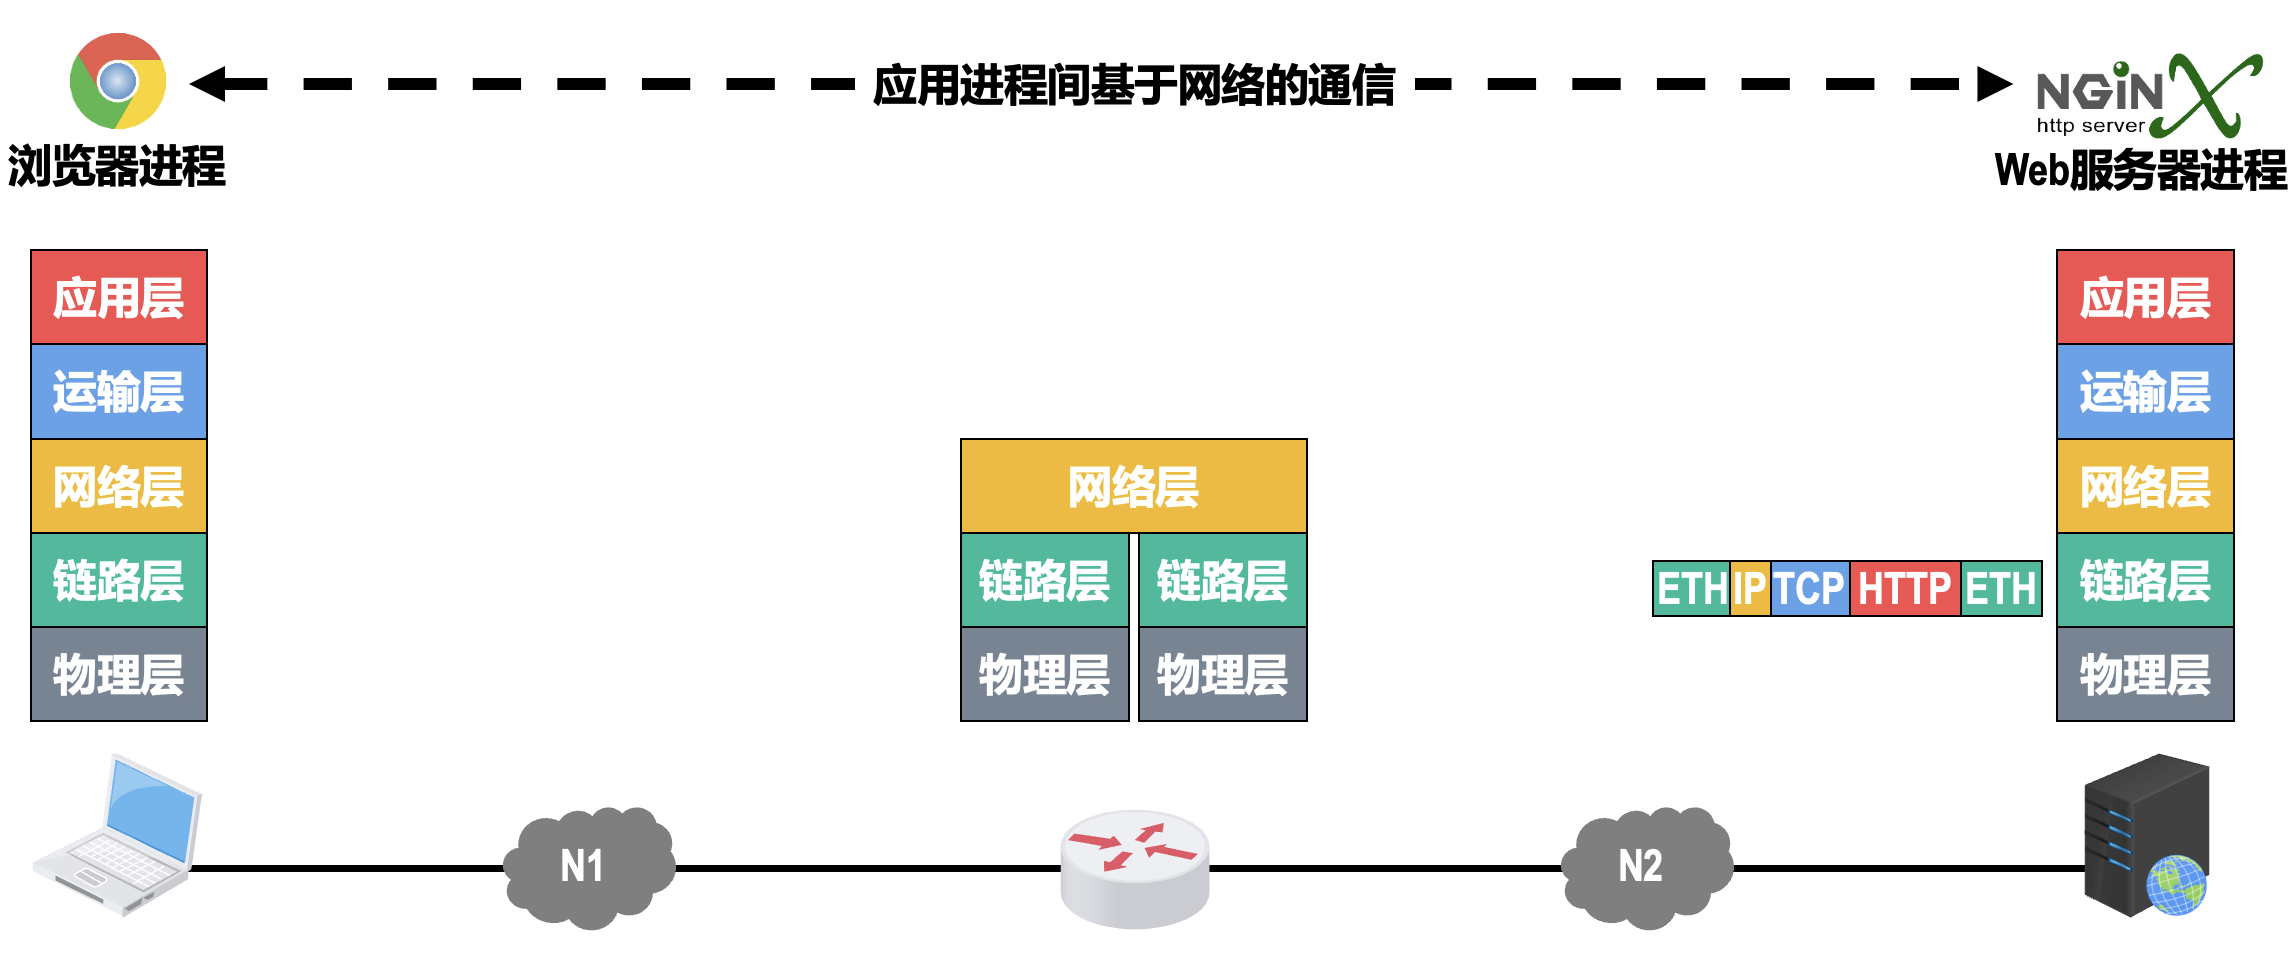 应用进程间基于网络的通信
NGiNX
http server
浏览器进程
Web服务器进程
应用层
运输层
网络层
链路层
物理层
网络层
链路层 链路层
物理层 物理层
ETH IP TCP HTTP ETH
应用层
运输层
网络层
链路层
物理层
N1
N2